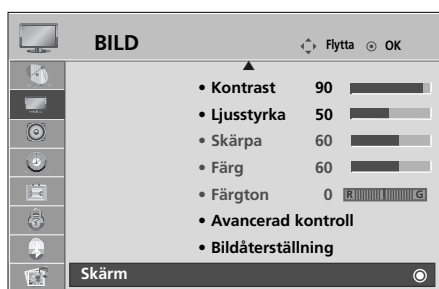 BILD Flytta OK
• Kontrast 90
• Ljusstyrka 50
• Skärpa 60
• Färg 60
• Färgton 0 R G
• Avancerad kontroll
• Bildåterställning
Skärm